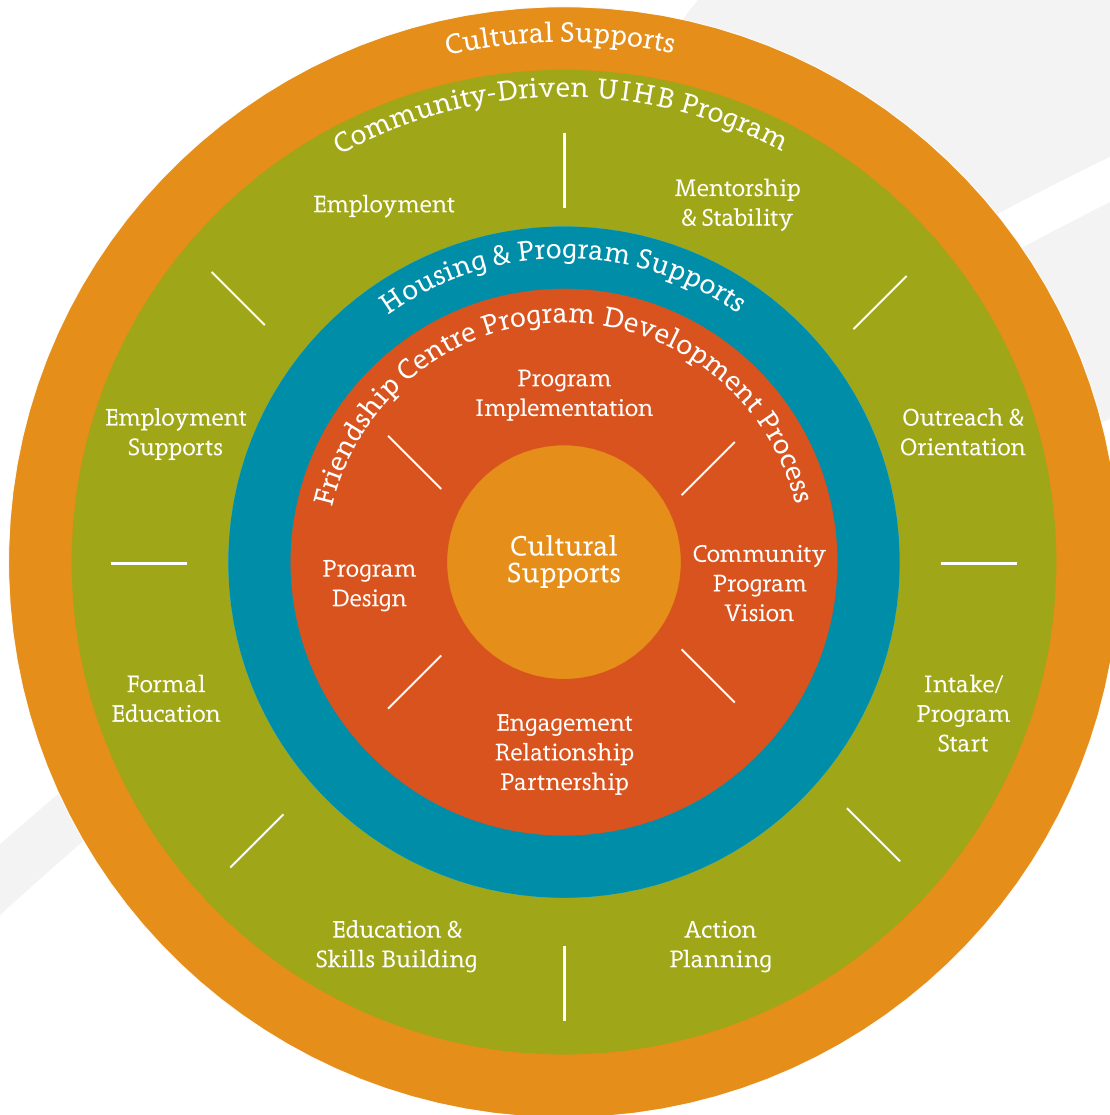 Cultural Supports
Community-Driven UIHB Program
Employment
Mentorship
& Stability
Housing & Program Supports
Friendship Centre Program Development Process
Program
Implementation
Employment
Supports
Outreach &
Orientation
Cultural
Supports
Program
Design
Community
Program
Vision
Formal
Education
Intake/
Program
Start
Engagement
Relationship
Partnership
Education &
Skills Building
Action
Planning